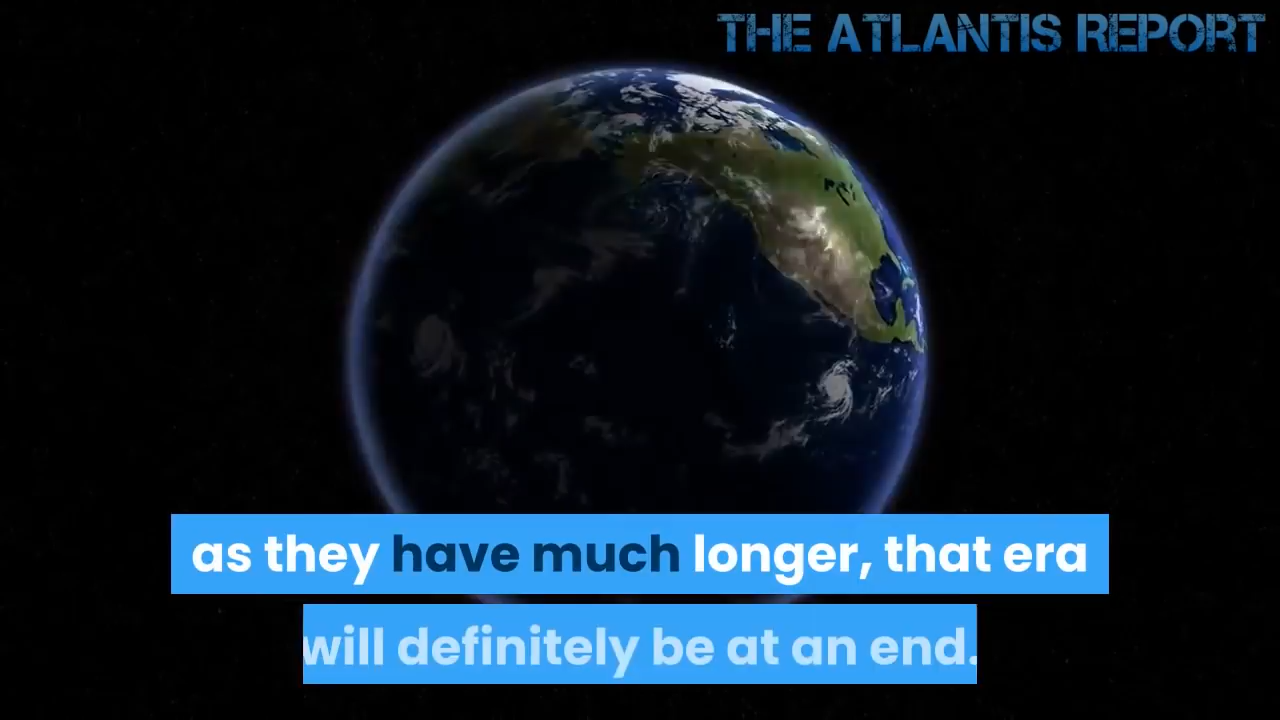 THE ATLANTIS REPORT
as they have much longer, that era
will definitely be at an end.